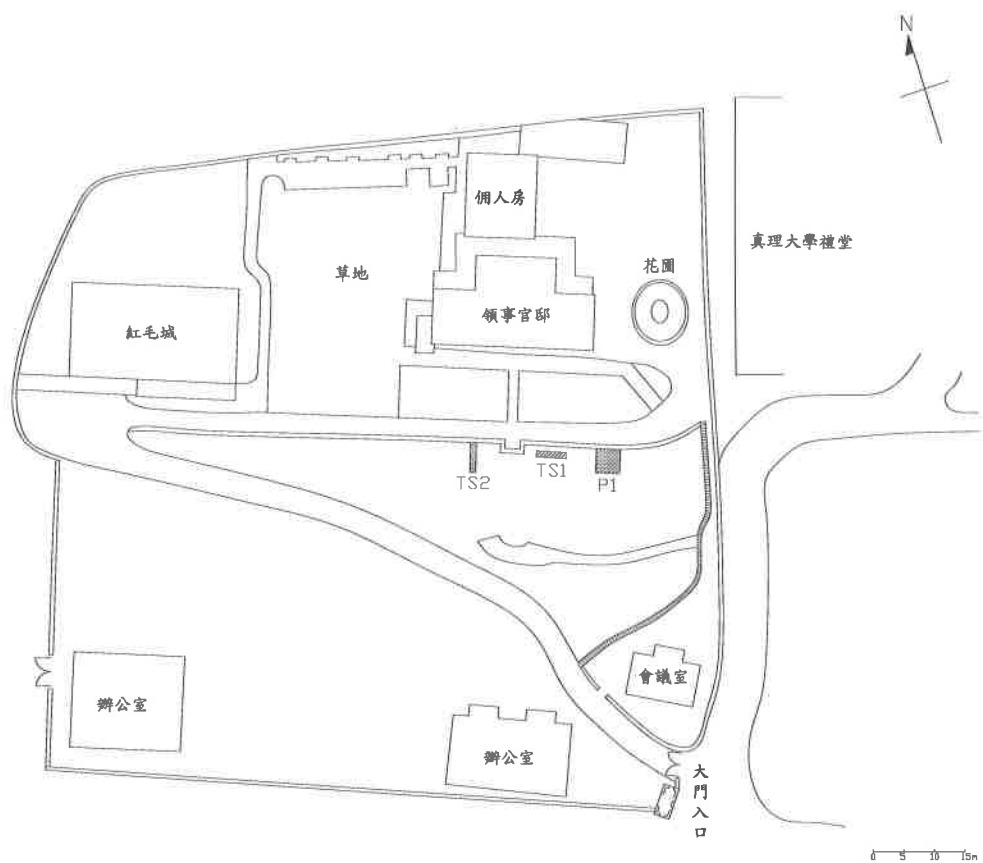 N
傭人房
真理大學禮堂
花圃
草地
領事官邸
紅毛城
TS2
TS1
P1
會議室
辦公室
辦公室
大門入口
0 5 10 15m